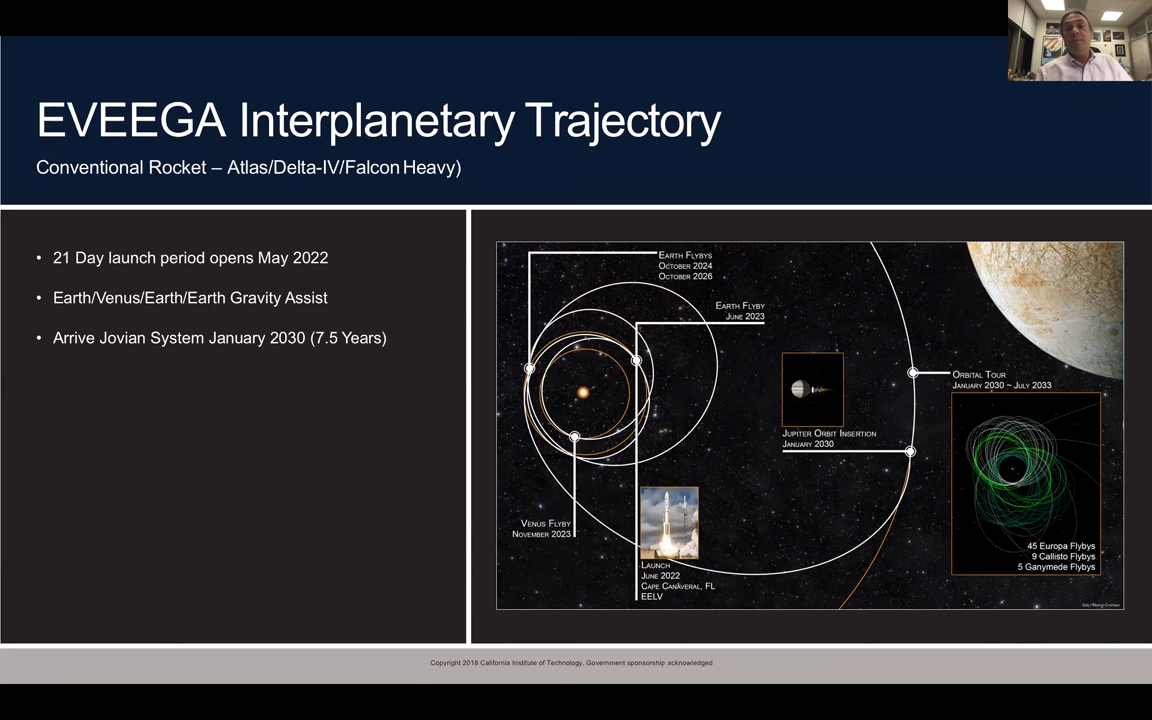 EVEEGA Interplanetary Trajectory
Conventional Rocket – Atlas/Delta-IV/Falcon Heavy)
• 21 Day launch period opens May 2022
• Earth/Venus/Earth/Earth Gravity Assist
• Arrive Jovian System January 2030 (7.5 Years)
Earth Flybys
October 2024
October 2026
Earth Flyby
June 2023
Orbital Tour
January 2030 ~ July 2033
Jupiter Orbit Insertion
January 2030
Venus Flyby
November 2023
Launch
June 2022
Cape Canaveral, FL
EELV
45 Europa Flybys
9 Callisto Flybys
5 Ganymede Flybys
Copyright 2018 California Institute of Technology. Government sponsorship acknowledged